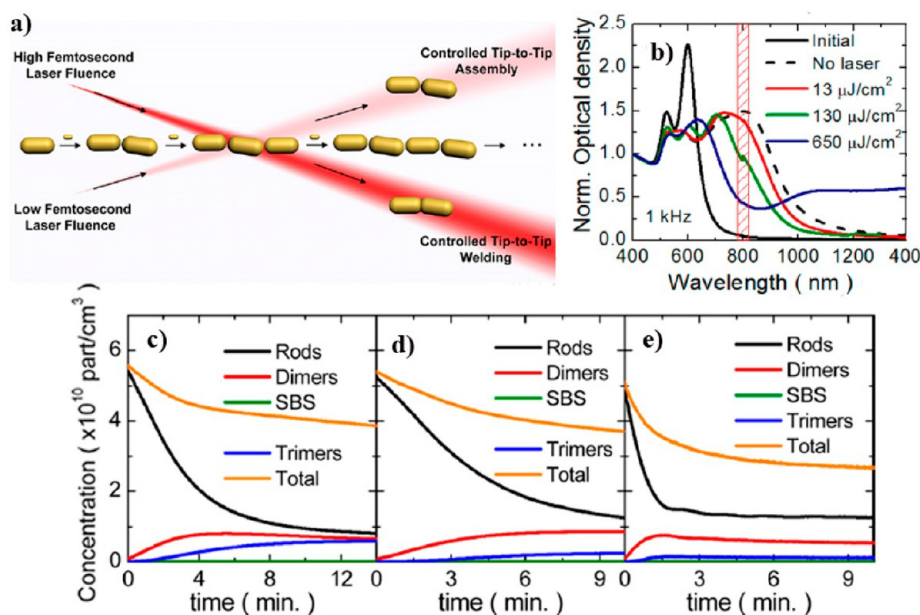 a)
High Femtosecond
Laser Fluence
Controlled Tip-to-Tip
Assembly
...
Low Femtosecond
Laser Fluence
Controlled Tip-to-Tip
Welding
b)
Norm. Optical density
2.5
2.0
1.5
1.0
0.5
0.0
Initial
No laser
13 μJ/cm²
130 μJ/cm²
650 μJ/cm²
1 kHz
400 600 800 1000 1200 400
Wavelength ( nm )
Concentration ( x10¹⁰ part/cm³ )
6
4
2
0
c)
Rods
Dimers
SBS
Trimers
Total
0 4 8 12
time ( min. )
d)
Rods
Dimers
SBS
Trimers
Total
0 3 6 9
time ( min. )
e)
Rods
Dimers
SBS
Trimers
Total
0 3 6 9
time ( min. )